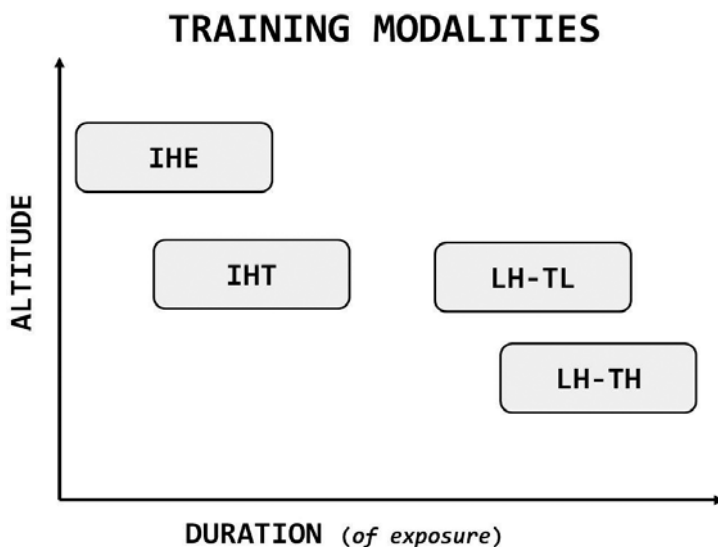 TRAINING MODALITIES
ALTITUDE
IHE
IHT
LH-TL
LH-TH
DURATION (of exposure)